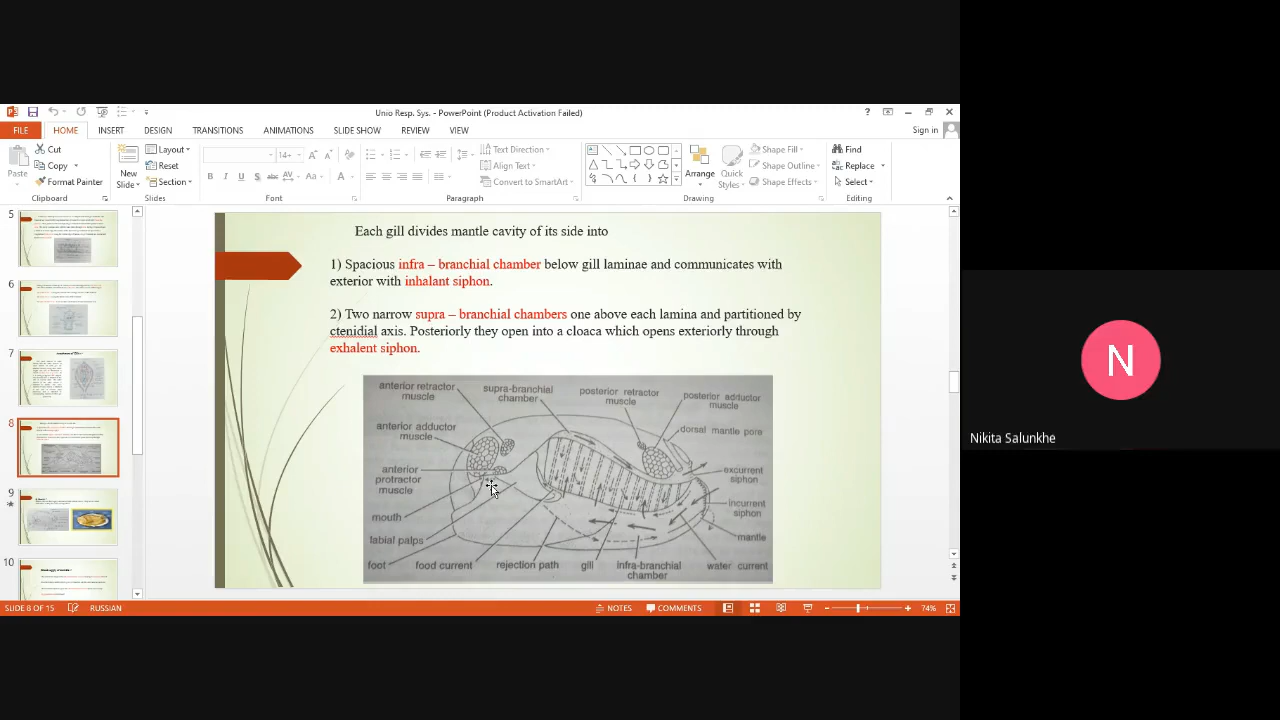 Unio Resp. Sys. - PowerPoint (Product Activation Failed)
Sign in
FILE HOME INSERT DESIGN TRANSITIONS ANIMATIONS SLIDE SHOW REVIEW VIEW
Cut
Copy
Format Painter
Paste
Clipboard
New
Slide
Layout
Reset
Section
Slides
14+
Font
Paragraph
Text Direction
Align Text
Convert to SmartArt
Arrange
Quick
Styles
Shape Fill
Shape Outline
Shape Effects
Drawing
Find
Replace
Select
Editing
5
6
7
8
9
10
Each gill divides mantle cavity of its side into
1) Spacious infra – branchial chamber below gill laminae and communicates with
exterior with inhalant siphon.
2) Two narrow supra – branchial chambers one above each lamina and partitioned by
ctenidial axis. Posteriorly they open into a cloaca which opens exteriorly through
exhalent siphon.
anterior retractor
muscle
supra-branchial
chamber
posterior retractor
muscle
posterior adductor
muscle
anterior adductor
muscle
dorsal mantle pore
anterior
protractor
muscle
excurrent
siphon
incurrent
siphon
mouth
mantle
labial palps
foot
food current
rejection path
gill
infra-branchial
chamber
water current
SLIDE 8 OF 15
RUSSIAN
NOTES
COMMENTS
74%
N
Nikita Salunkhe